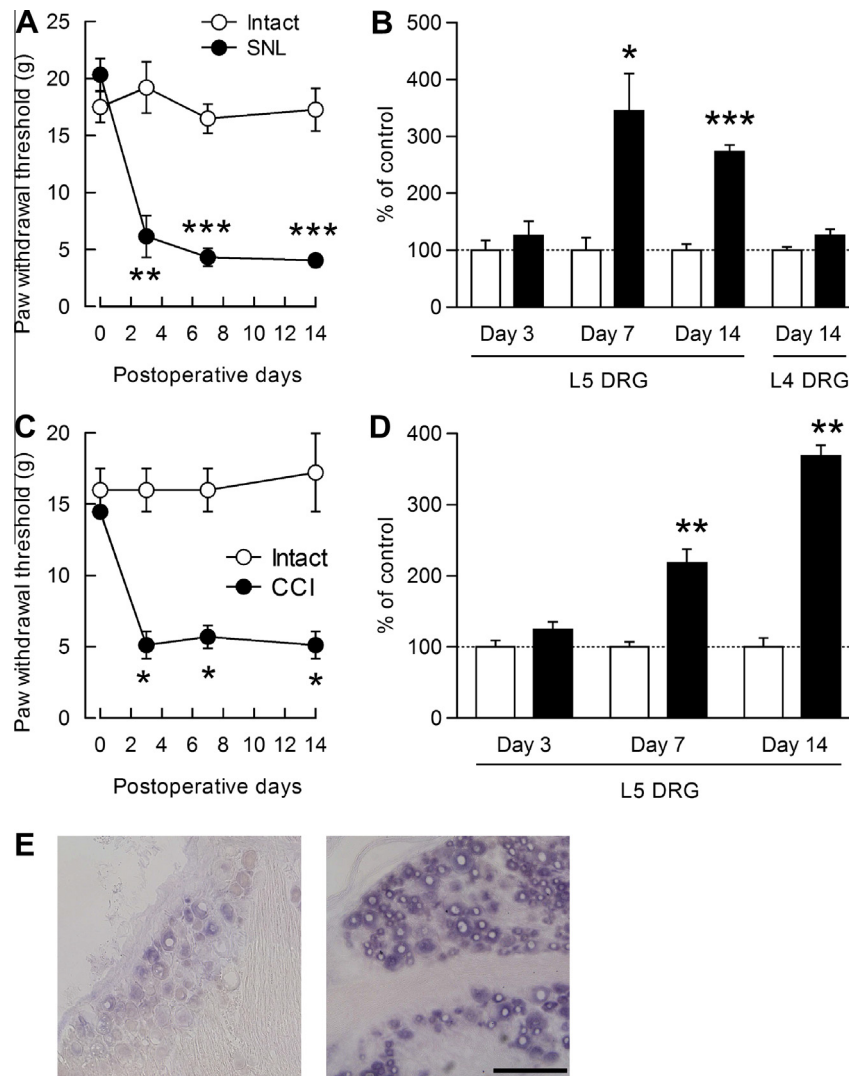 A
Paw withdrawal threshold (g)
25
20
15
10
5
0
Intact
SNL
**
***
***
0 2 4 6 8 10 12 14
Postoperative days
B
% of control
500
400
300
200
100
0
*
***
Day 3 Day 7 Day 14 Day 14
L5 DRG L4 DRG
C
Paw withdrawal threshold (g)
20
15
10
5
0
Intact
CCI
* * *
0 2 4 6 8 10 12 14
Postoperative days
D
% of control
400
300
200
100
0
**
**
Day 3 Day 7 Day 14
L5 DRG
E